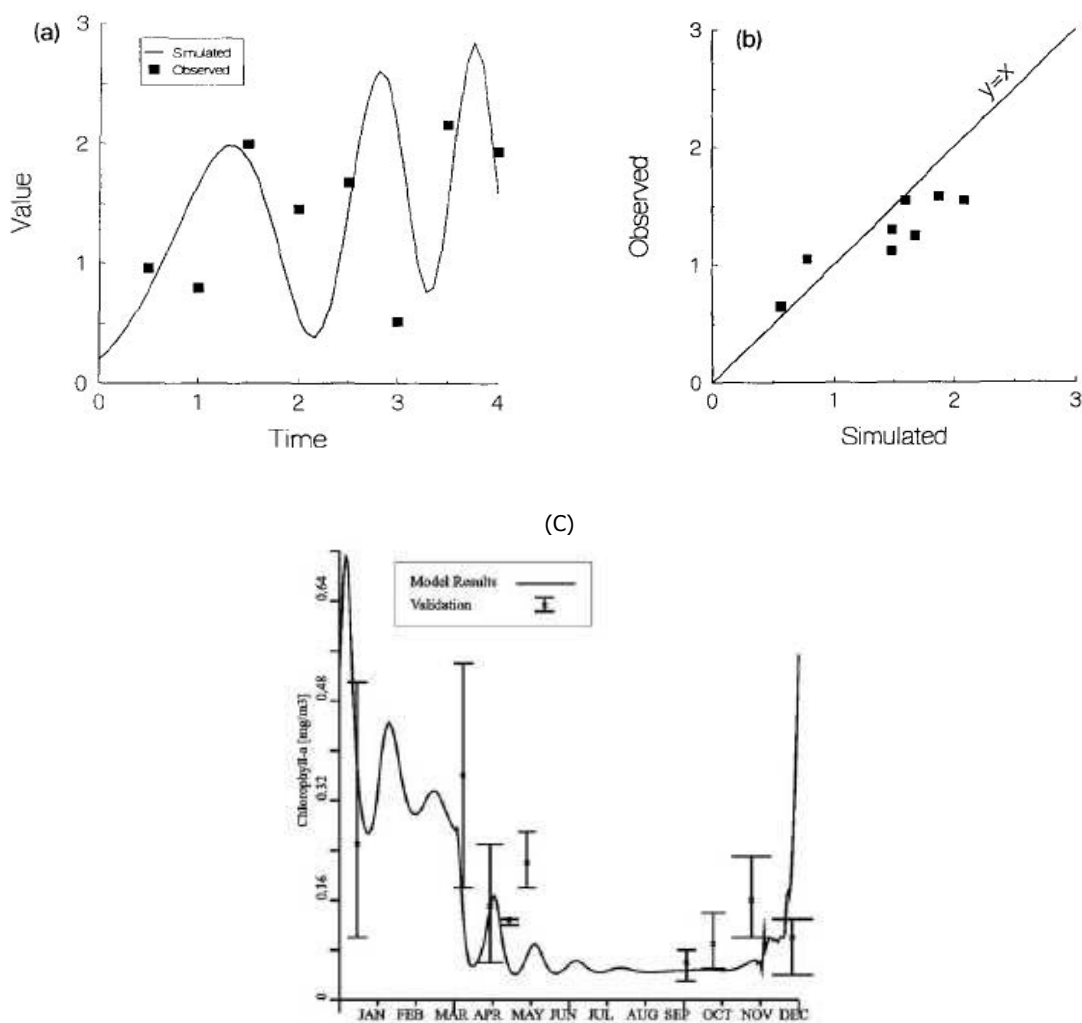 (a)
3
2
1
0
Value
Simulated
Observed
0
1
2
3
4
Time
(b)
3
2
1
0
Observed
y=x
0
1
2
3
Simulated
(C)
Model Results
Validation
Chlorophyll-a [mg/m3]
0,64
0,48
0,32
0,16
0
JAN FEB MAR APR MAY JUN JUL AUG SEP OCT NOV DEC